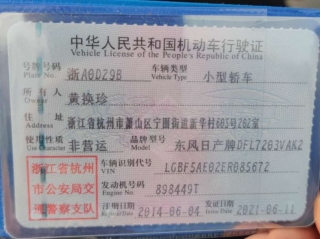 中华人民共和国机动车行驶证
Vehicle License of the People's Republic of China
号牌号码 浙A0D29B 车辆类型 小型轿车
Plate No. Vehicle Type
所有人 黄换珍
Owner
住址 浙江省杭州市萧山区宁围街道新华村605号202室
Address
使用性质 非营运 品牌型号 东风日产牌DFL7203VAK2
车辆识别代号 LGBF5AE02ER085672
VIN
发动机号码 898449T
Engine No.
注册日期 2014-06-04 发证日期 2021-06-11
浙江省杭州
市公安局交
通警察支队